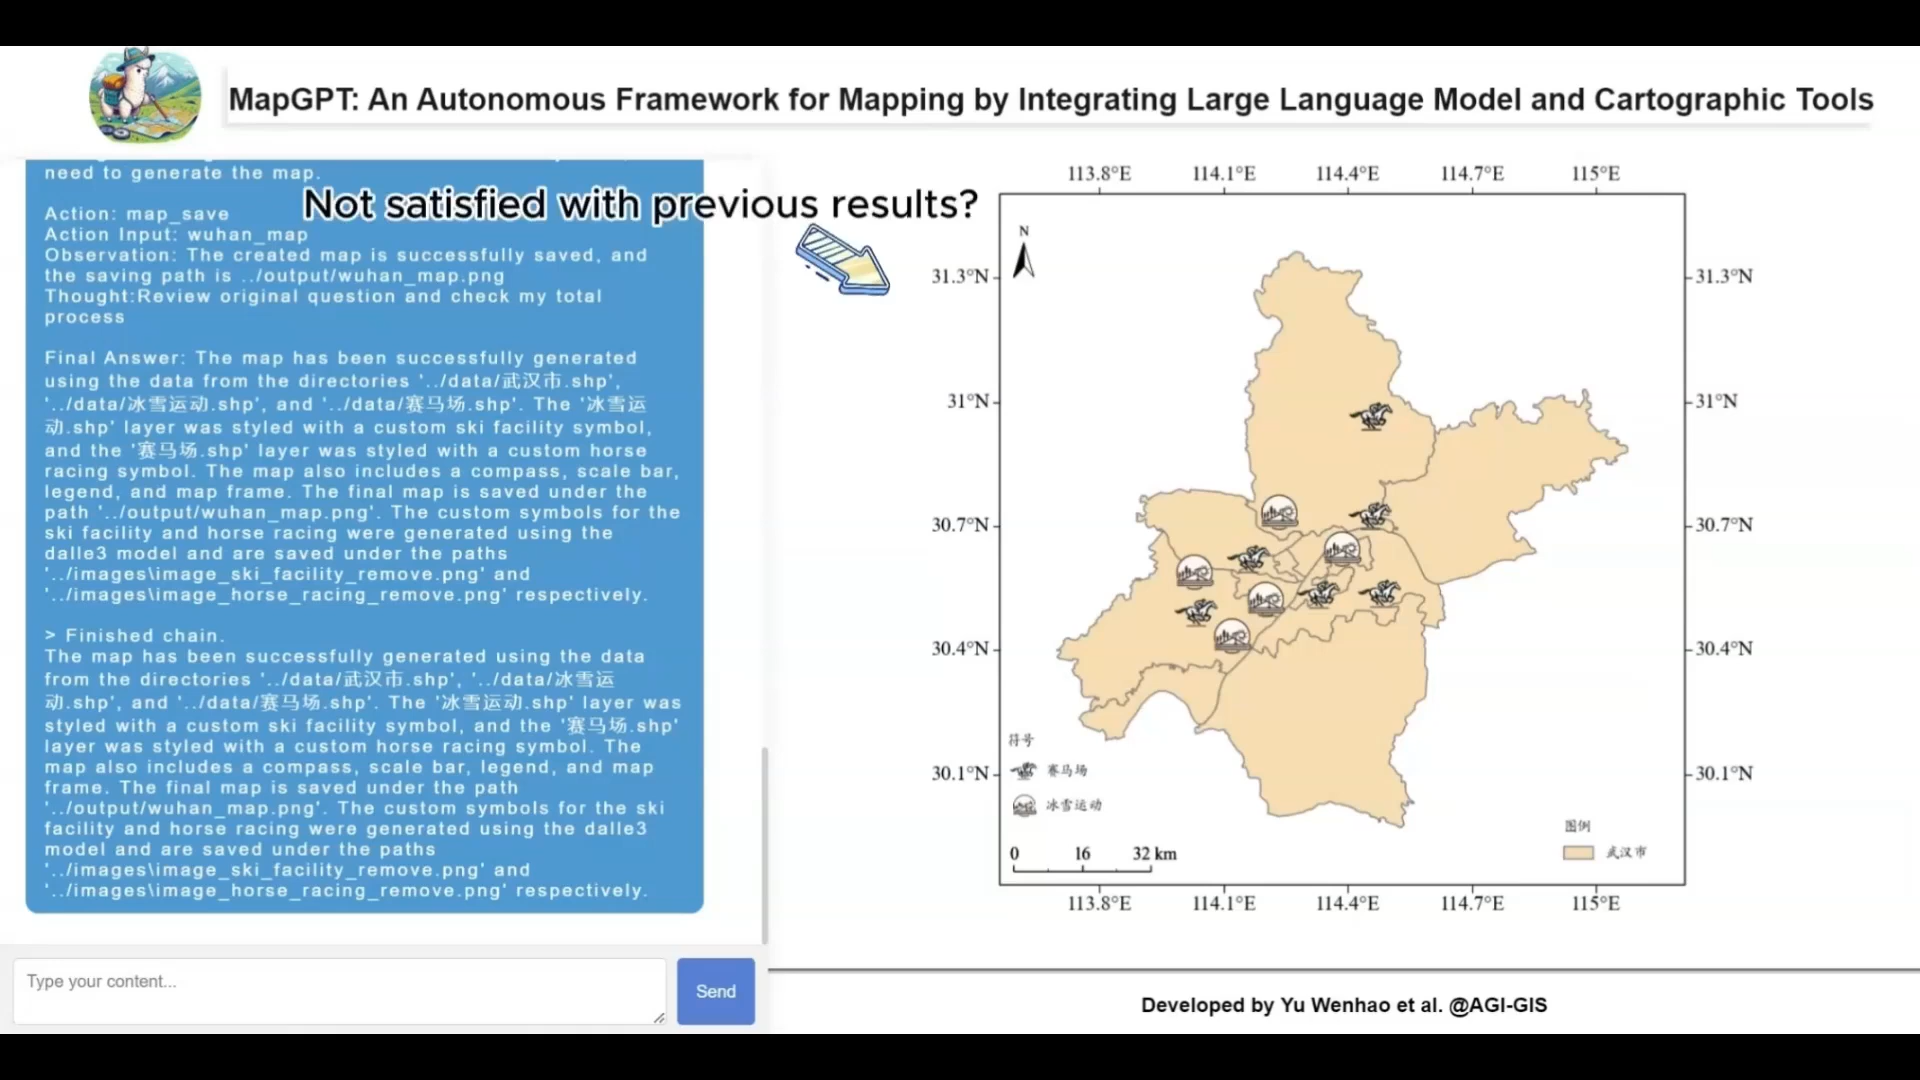 MapGPT: An Autonomous Framework for Mapping by Integrating Large Language Model and Cartographic Tools
need to generate the map.
Not satisfied with previous results?
Action: map_save
Action Input: wuhan_map
Observation: The created map is successfully saved, and
the saving path is ../output/wuhan_map.png
Thought:Review original question and check my total
process
Final Answer: The map has been successfully generated
using the data from the directories '../data/武汉市.shp',
'../data/冰雪运动.shp', and '../data/赛马场.shp'. The '冰雪运
动.shp' layer was styled with a custom ski facility symbol,
and the '赛马场.shp' layer was styled with a custom horse
racing symbol. The map also includes a compass, scale bar,
legend, and map frame. The final map is saved under the
path '../output/wuhan_map.png'. The custom symbols for the
ski facility and horse racing were generated using the
dalle3 model and are saved under the paths
'../images\image_ski_facility_remove.png' and
'../images\image_horse_racing_remove.png' respectively.
> Finished chain.
The map has been successfully generated using the data
from the directories '../data/武汉市.shp', '../data/冰雪运
动.shp', and '../data/赛马场.shp'. The '冰雪运动.shp' layer was
styled with a custom ski facility symbol, and the '赛马场.shp'
layer was styled with a custom horse racing symbol. The
map also includes a compass, scale bar, legend, and map
frame. The final map is saved under the path
'../output/wuhan_map.png'. The custom symbols for the ski
facility and horse racing were generated using the dalle3
model and are saved under the paths
'../images\image_ski_facility_remove.png' and
'../images\image_horse_racing_remove.png' respectively.
Type your content...
Send
113.8°E 114.1°E 114.4°E 114.7°E 115°E
N
31.3°N 31.3°N
31°N 31°N
30.7°N 30.7°N
30.4°N 30.4°N
30.1°N 30.1°N
符号
赛马场
冰雪运动
0 16 32 km
图例
武汉市
113.8°E 114.1°E 114.4°E 114.7°E 115°E
Developed by Yu Wenhao et al. @AGI-GIS